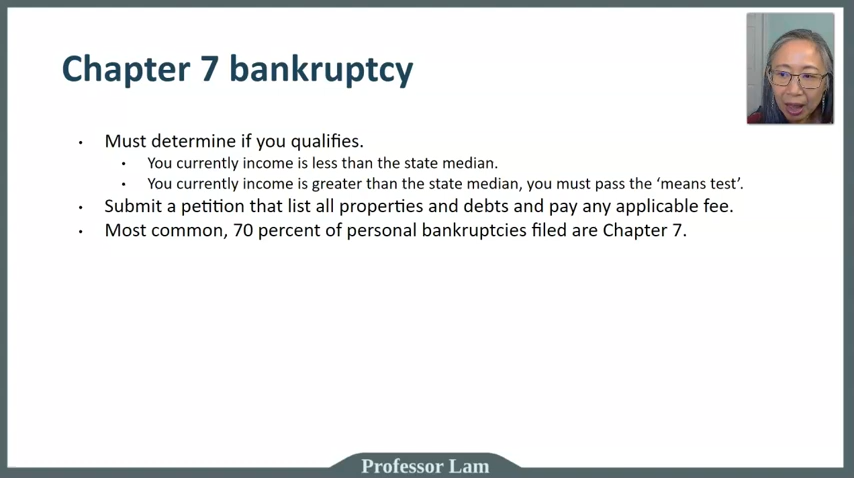 Chapter 7 bankruptcy
Must determine if you qualifies.
You currently income is less than the state median.
You currently income is greater than the state median, you must pass the ‘means test’.
Submit a petition that list all properties and debts and pay any applicable fee.
Most common, 70 percent of personal bankruptcies filed are Chapter 7.
Professor Lam